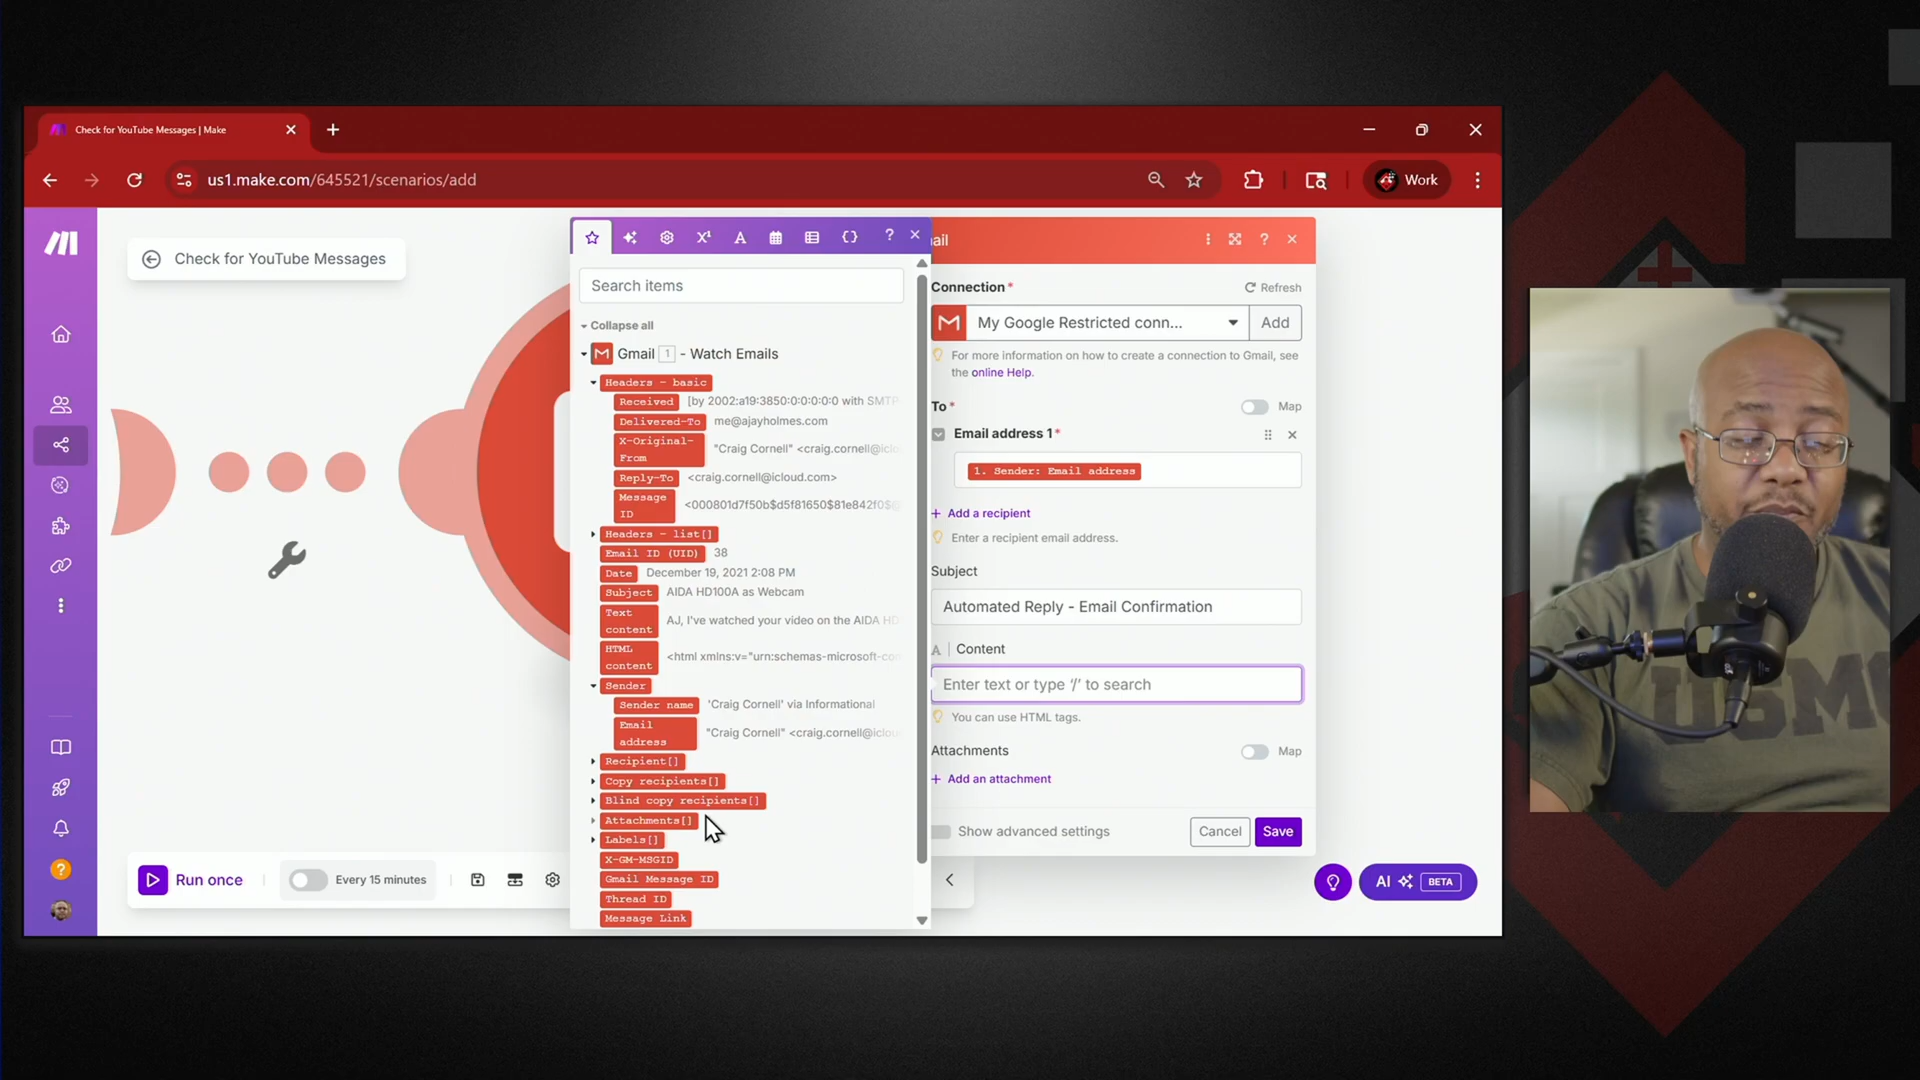 Check for YouTube Messages | Make
us1.make.com/645521/scenarios/add
Work
Check for YouTube Messages
Search items
Collapse all
Gmail 1 - Watch Emails
Headers - basic
Received [by 2002:a19:3850:0:0:0:0:0 with SMTP
Delivered-To me@ajayholmes.com
X-Original-
From "Craig Cornell" <craig.cornell@iclo
Reply-To <craig.cornell@icloud.com>
Message
ID <000801d7f50b$d5f81650$81e842f0$@
Headers - list[]
Email ID (UID) 38
Date December 19, 2021 2:08 PM
Subject AIDA HD100A as Webcam
Text
content AJ, I've watched your video on the AIDA HD
HTML
content <html xmlns:v="urn:schemas-microsoft-co
Sender
Sender name 'Craig Cornell' via Informational
Email
address "Craig Cornell" <craig.cornell@iclou
Recipient[]
Copy recipients[]
Blind copy recipients[]
Attachments[]
Labels[]
X-GM-MSGID
Gmail Message ID
Thread ID
Message Link
ail
Connection *
Refresh
My Google Restricted conn...
Add
For more information on how to create a connection to Gmail, see
the online Help.
To *
Map
Email address 1 *
1. Sender: Email address
+ Add a recipient
Enter a recipient email address.
Subject
Automated Reply - Email Confirmation
A | Content
Enter text or type '/' to search
You can use HTML tags.
Attachments
Map
+ Add an attachment
Show advanced settings
Cancel
Save
Run once
Every 15 minutes
AI BETA